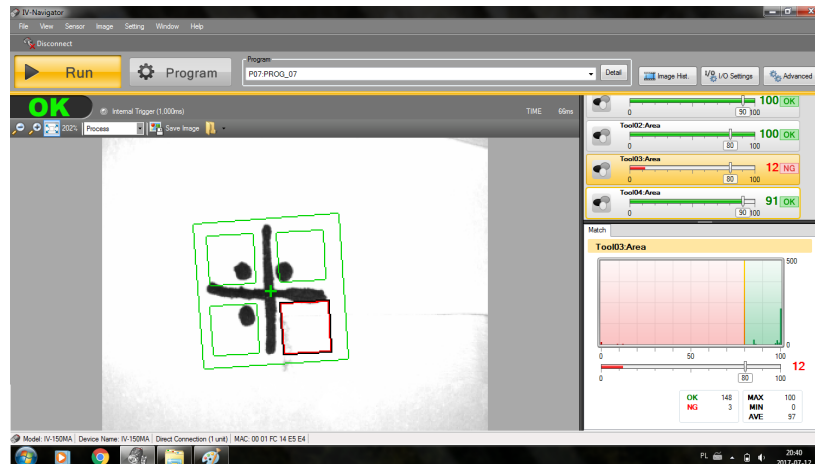 IV-Navigator
File View Sensor Image Setting Window Help
Disconnect
Run
Program
Program
P07:PROG_07
Detail
Image Hist.
I/O Settings
Advanced
OK
Internal Trigger (1,000ms)
TIME 69ms
202%
Process
Save Image
100 OK
0 90 100
Tool02:Area
100 OK
0 80 100
Tool03:Area
12 NG
0 80 100
Tool04:Area
91 OK
0 90 100
Match
Tool03:Area
500
0
0 50 100
12
0 80 100
OK 148 MAX 100
NG 3 MIN 0
AVE 97
Model: IV-150MA Device Name: IV-150MA Direct Connection (1 unit) MAC: 00 01 FC 14 E5 E4
PL
20:40
2017-07-12